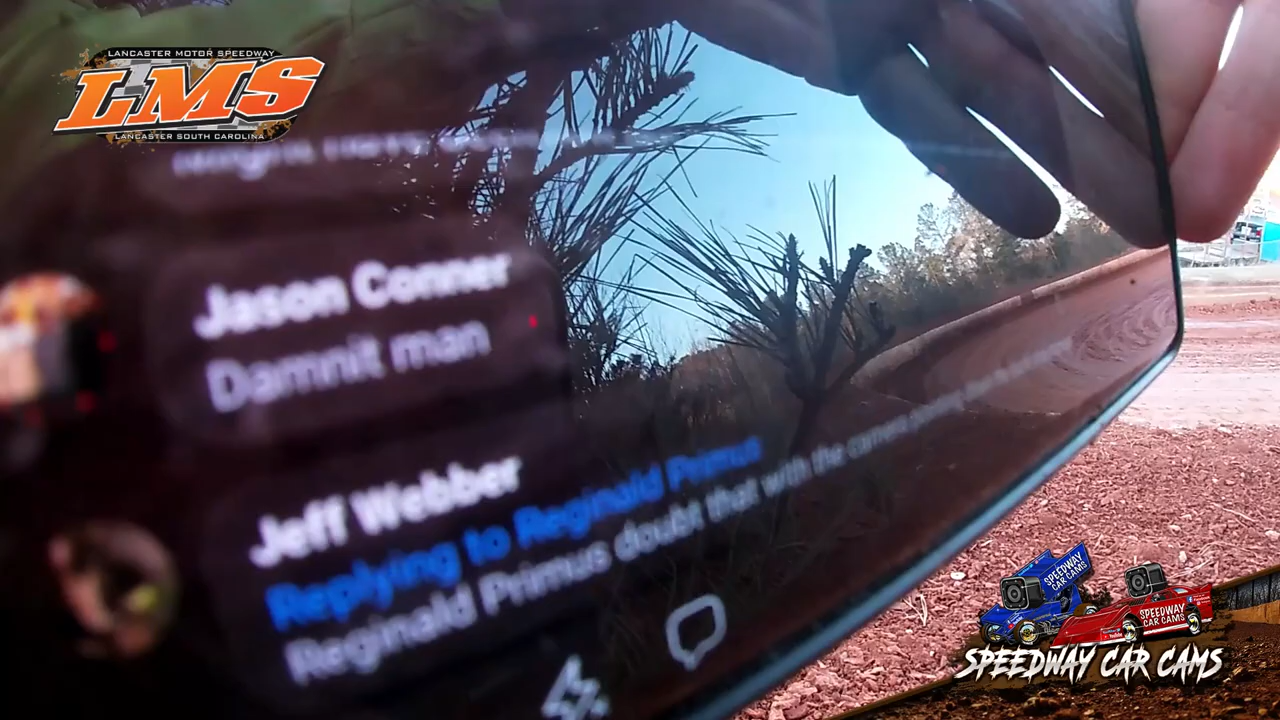 LANCASTER MOTOR SPEEDWAY
LMS
LANCASTER SOUTH CAROLINA
Jason Conner
Damnit man
Jeff Webber
Replying to Reginald Primus
Reginald Primus doubt that with the camera
SPEEDWAY CAR CAMS
SPEEDWAY CAR CAMS
SPEEDWAY CAR CAMS